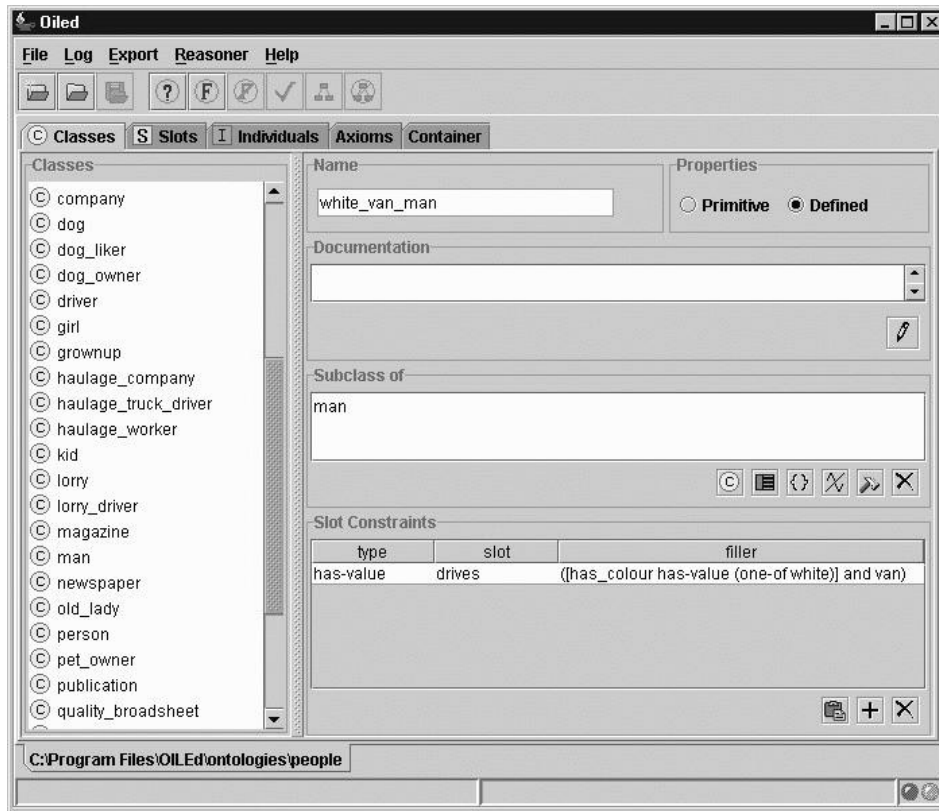 Oiled
File Log Export Reasoner Help
? F F
C Classes S Slots I Individuals Axioms Container
Classes
C company
C dog
C dog_liker
C dog_owner
C driver
C girl
C grownup
C haulage_company
C haulage_truck_driver
C haulage_worker
C kid
C lorry
C lorry_driver
C magazine
C man
C newspaper
C old_lady
C person
C pet_owner
C publication
C quality_broadsheet
Name
white_van_man
Properties
Primitive Defined
Documentation
Subclass of
man
C {}
Slot Constraints
type slot filler
has-value drives ([has_colour has-value (one-of white)] and van)
C:\Program Files\OILEd\ontologies\people